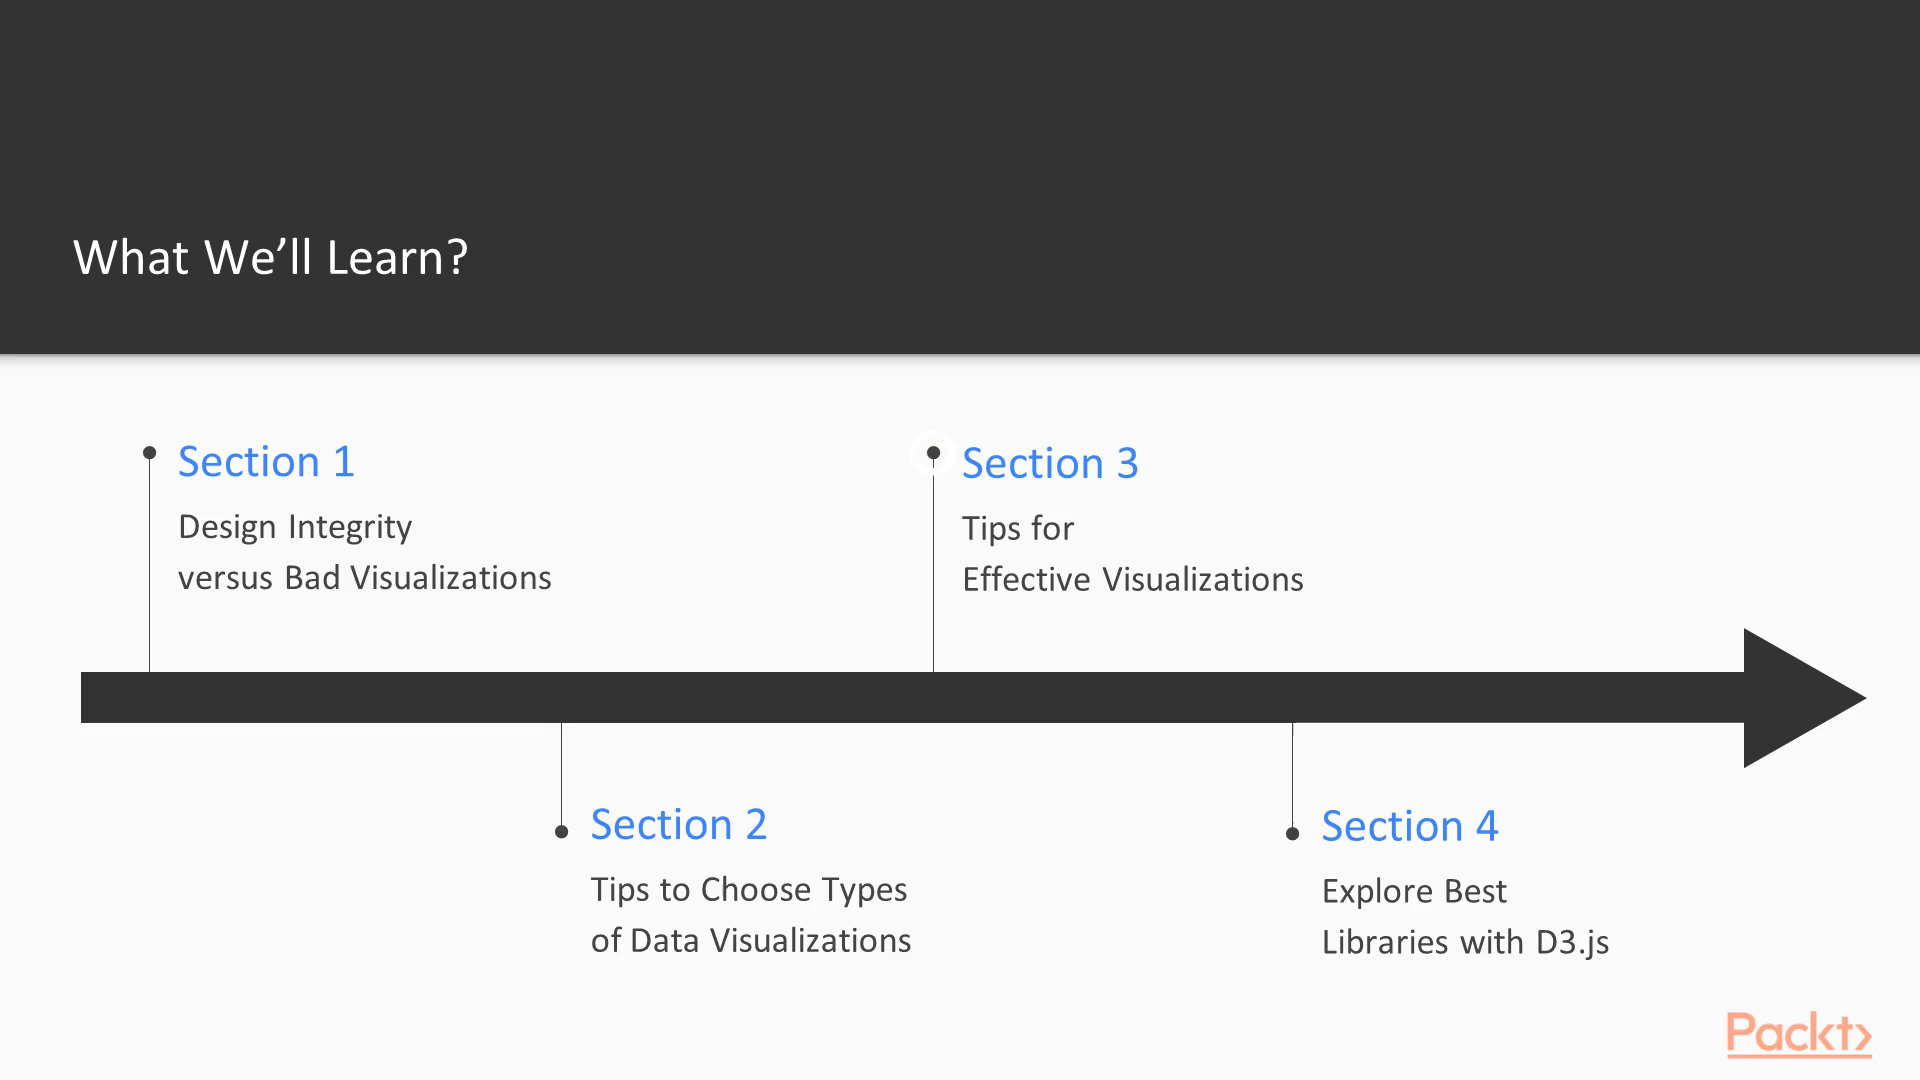 What We’ll Learn?
Section 1
Design Integrity
versus Bad Visualizations
Section 2
Tips to Choose Types
of Data Visualizations
Section 3
Tips for
Effective Visualizations
Section 4
Explore Best
Libraries with D3.js
Packt>